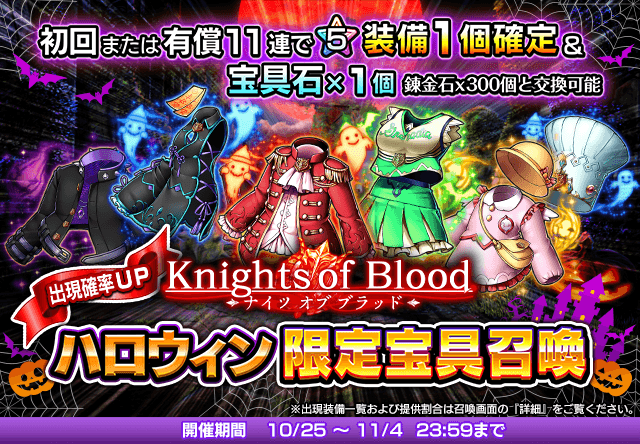 初回または有償11連で5装備1個確定&
宝具石×1個 錬金石x300個と交換可能
出現確率UP
Knights of Blood
ナイツ オブ ブラッド
ハロウィン限定宝具召喚
※出現装備一覧および提供割合は召喚画面の『詳細』をご覧ください。
開催期間 10/25 ~ 11/4 23:59まで